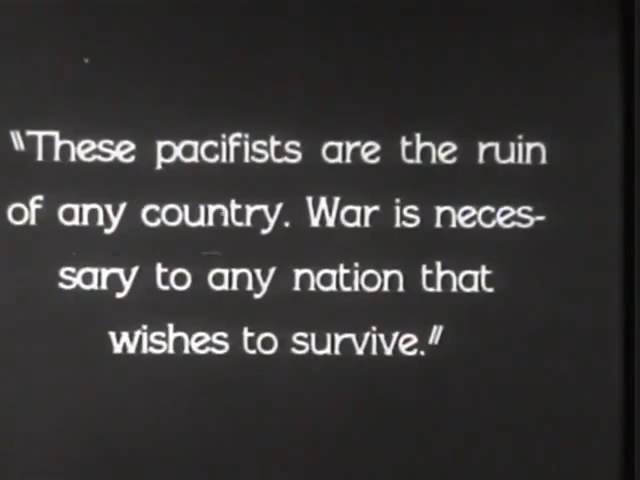 "These pacifists are the ruin
of any country. War is neces-
sary to any nation that
wishes to survive."